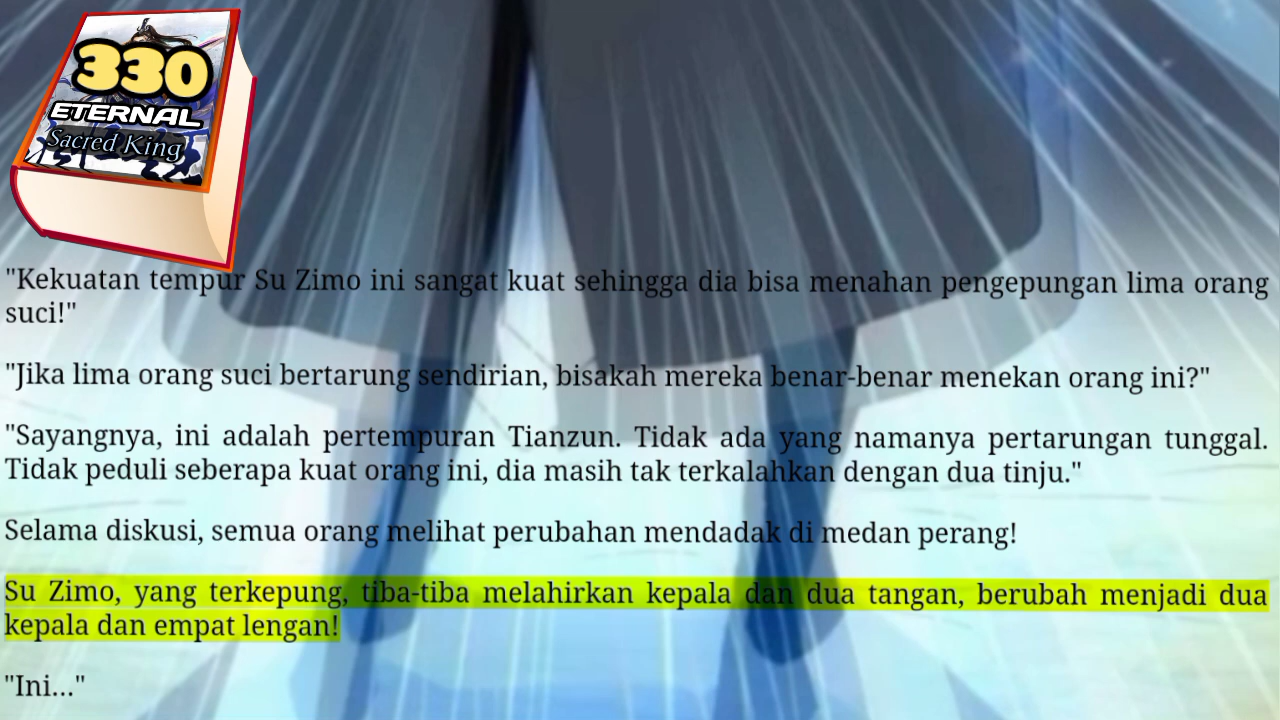 330
ETERNAL
Sacred King
"Kekuatan tempur Su Zimo ini sangat kuat sehingga dia bisa menahan pengepungan lima orang
suci!"
"Jika lima orang suci bertarung sendirian, bisakah mereka benar-benar menekan orang ini?"
"Sayangnya, ini adalah pertempuran Tianzun. Tidak ada yang namanya pertarungan tunggal.
Tidak peduli seberapa kuat orang ini, dia masih tak terkalahkan dengan dua tinju."
Selama diskusi, semua orang melihat perubahan mendadak di medan perang!
Su Zimo, yang terkepung, tiba-tiba melahirkan kepala dan dua tangan, berubah menjadi dua
kepala dan empat lengan!
"Ini..."